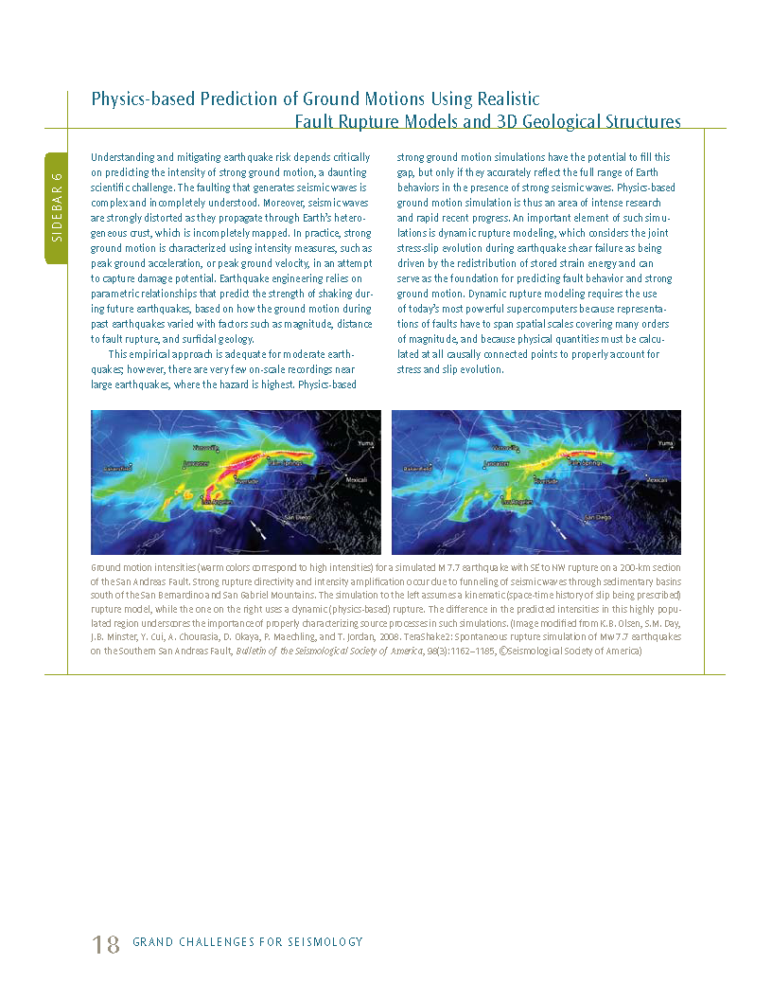 Physics-based Prediction of Ground Motions Using Realistic
Fault Rupture Models and 3D Geological Structures
SIDEBAR 6
Understanding and mitigating earthquake risk depends critically
on predicting the intensity of strong ground motion, a daunting
scientific challenge. The faulting that generates seismic waves is
complex and incompletely understood. Moreover, seismic waves
are strongly distorted as they propagate through Earth's hetero-
geneous crust, which is incompletely mapped. In practice, strong
ground motion is characterized using intensity measures, such as
peak ground acceleration, or peak ground velocity, in an attempt
to capture damage potential. Earthquake engineering relies on
parametric relationships that predict the strength of shaking dur-
ing future earthquakes, based on how the ground motion during
past earthquakes varied with factors such as magnitude, distance
to fault rupture, and surficial geology.
This empirical approach is adequate for moderate earth-
quakes; however, there are very few on-scale recordings near
large earthquakes, where the hazard is highest. Physics-based
strong ground motion simulations have the potential to fill this
gap, but only if they accurately reflect the full range of Earth
behaviors in the presence of strong seismic waves. Physics-based
ground motion simulation is thus an area of intense research
and rapid recent progress. An important element of such simu-
lations is dynamic rupture modeling, which considers the joint
stress-slip evolution during earthquake shear failure as being
driven by the redistribution of stored strain energy and can
serve as the foundation for predicting fault behavior and strong
ground motion. Dynamic rupture modeling requires the use
of today's most powerful supercomputers because representa-
tions of faults have to span spatial scales covering many orders
of magnitude, and because physical quantities must be calcu-
lated at all causally connected points to properly account for
stress and slip evolution.
Victorville
Yuma
Bakersfield
Lancaster
Palm Springs
Riverside
Mexicali
Los Angeles
San Diego
Victorville
Yuma
Bakersfield
Lancaster
Palm Springs
Riverside
Mexicali
Los Angeles
San Diego
Ground motion intensities (warm colors correspond to high intensities) for a simulated M 7.7 earthquake with SE to NW rupture on a 200-km section
of the San Andreas Fault. Strong rupture directivity and intensity amplification occur due to funneling of seismic waves through sedimentary basins
south of the San Bernardino and San Gabriel Mountains. The simulation to the left assumes a kinematic (space-time history of slip being prescribed)
rupture model, while the one on the right uses a dynamic (physics-based) rupture. The difference in the predicted intensities in this highly popu-
lated region underscores the importance of properly characterizing source processes in such simulations. (Image modified from K.B. Olsen, S.M. Day,
J.B. Minster, Y. Cui, A. Chourasia, D. Okaya, P. Maechling, and T. Jordan, 2008. TeraShake2: Spontaneous rupture simulation of Mw 7.7 earthquakes
on the Southern San Andreas Fault, Bulletin of the Seismological Society of America, 98(3):1162–1185, ©Seismological Society of America)
18 GRAND CHALLENGES FOR SEISMOLOGY